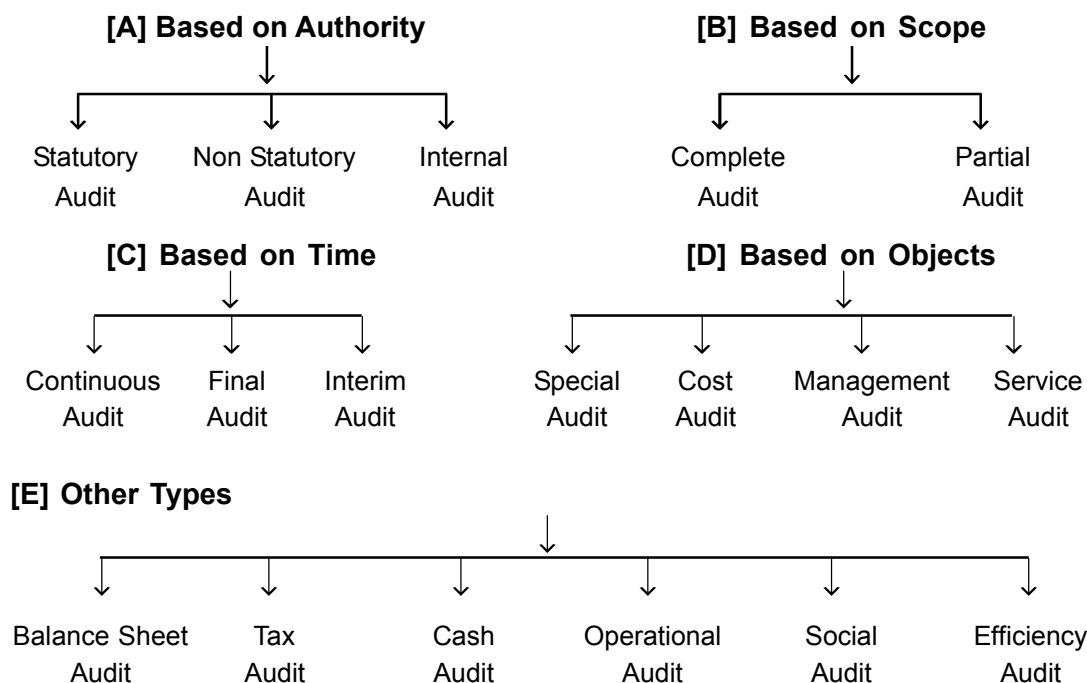 [A] Based on Authority
[B] Based on Scope
Statutory Audit
Non Statutory Audit
Internal Audit
Complete Audit
Partial Audit
[C] Based on Time
[D] Based on Objects
Continuous Audit
Final Audit
Interim Audit
Special Audit
Cost Audit
Management Audit
Service Audit
[E] Other Types
Balance Sheet Audit
Tax Audit
Cash Audit
Operational Audit
Social Audit
Efficiency Audit